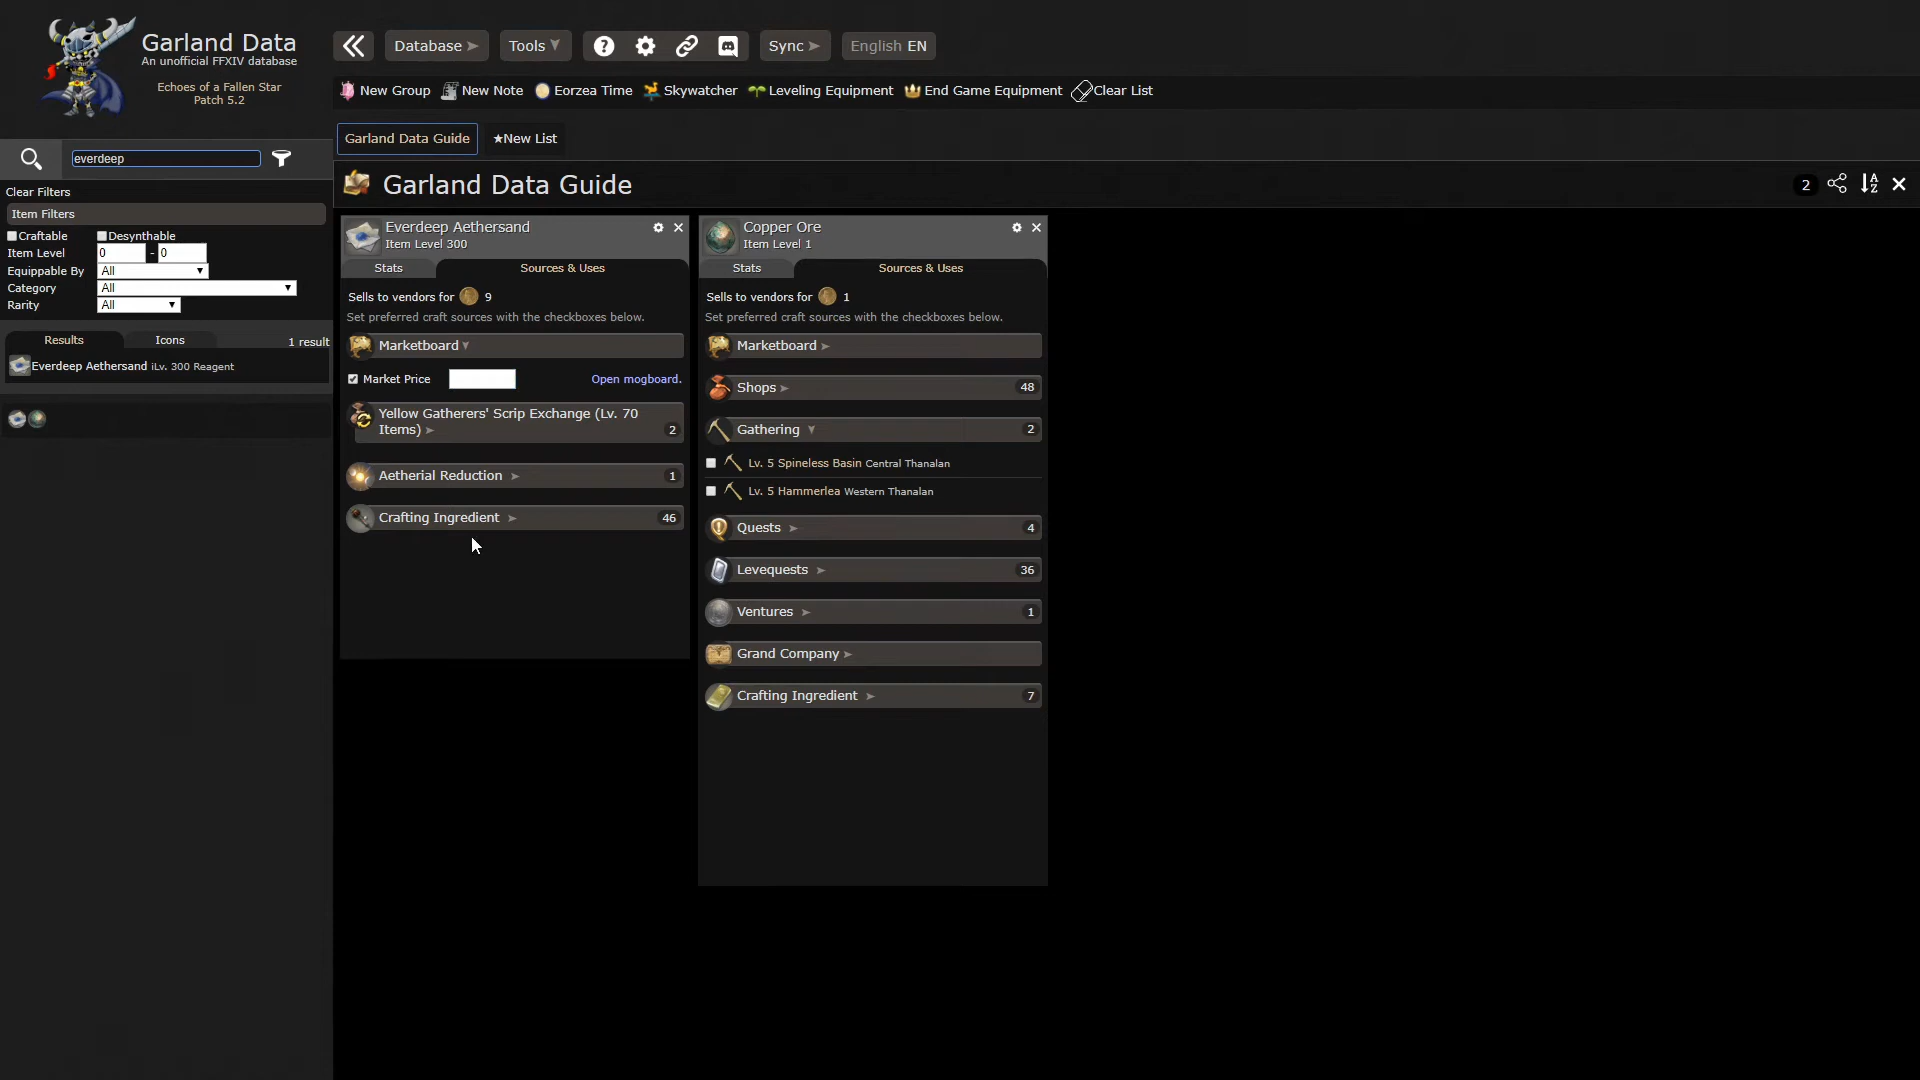 Garland Data
An unofficial FFXIV database
Echoes of a Fallen Star
Patch 5.2
Database
Tools
Sync
English EN
New Group
New Note
Eorzea Time
Skywatcher
Leveling Equipment
End Game Equipment
Clear List
Garland Data Guide
★New List
everdeep
Garland Data Guide
2
Clear Filters
Item Filters
Craftable
Desynthable
Item Level
0
-
0
Equippable By
All
Category
All
Rarity
All
Results
Icons
1 result
Everdeep Aethersand iLv. 300 Reagent
Everdeep Aethersand
Item Level 300
Stats
Sources & Uses
Sells to vendors for 9
Set preferred craft sources with the checkboxes below.
Marketboard
Market Price
Open mogboard.
Yellow Gatherers' Scrip Exchange (Lv. 70
Items)
2
Aetherial Reduction
1
Crafting Ingredient
46
Copper Ore
Item Level 1
Stats
Sources & Uses
Sells to vendors for 1
Set preferred craft sources with the checkboxes below.
Marketboard
Shops
48
Gathering
2
Lv. 5 Spineless Basin Central Thanalan
Lv. 5 Hammerlea Western Thanalan
Quests
4
Levequests
36
Ventures
1
Grand Company
Crafting Ingredient
7